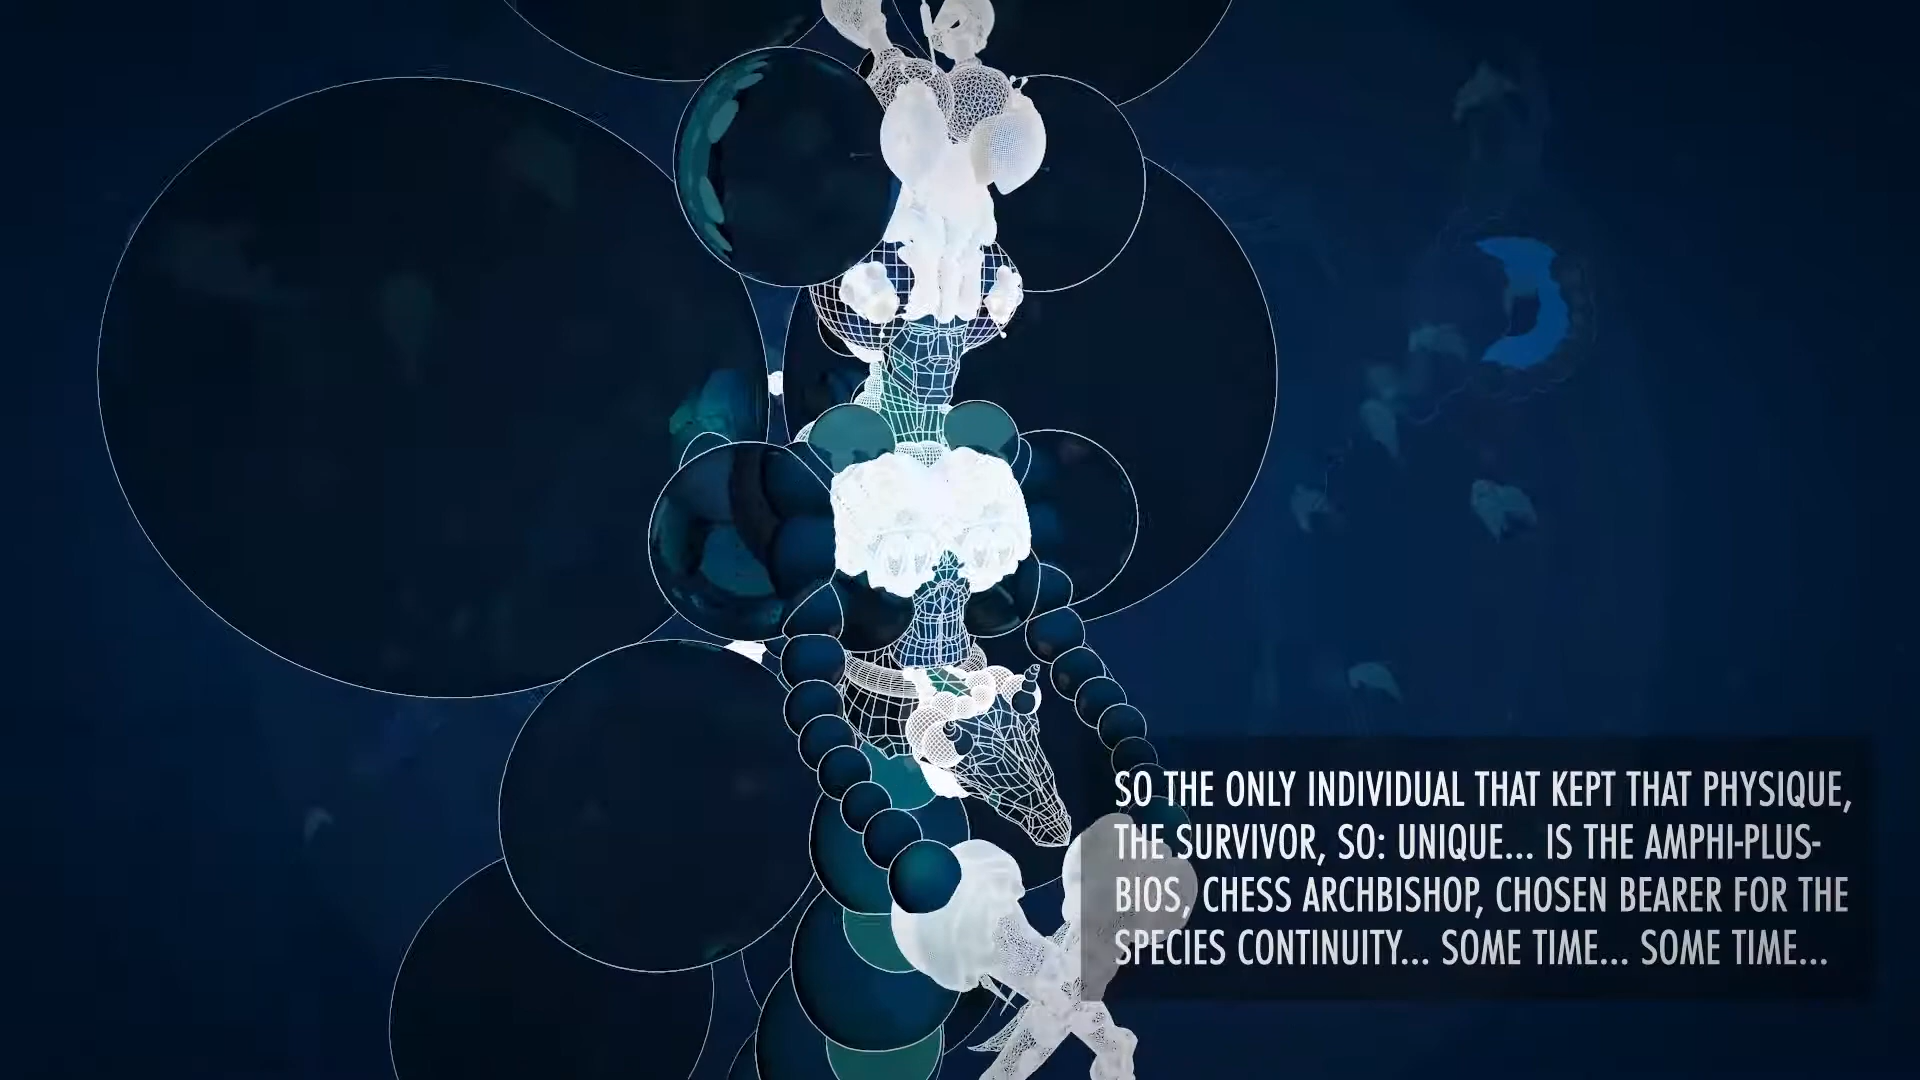 SO THE ONLY INDIVIDUAL THAT KEPT THAT PHYSIQUE,
THE SURVIVOR, SO: UNIQUE... IS THE AMPHI-PLUS-
BIOS, CHESS ARCHBISHOP, CHOSEN BEARER FOR THE
SPECIES CONTINUITY... SOME TIME... SOME TIME...